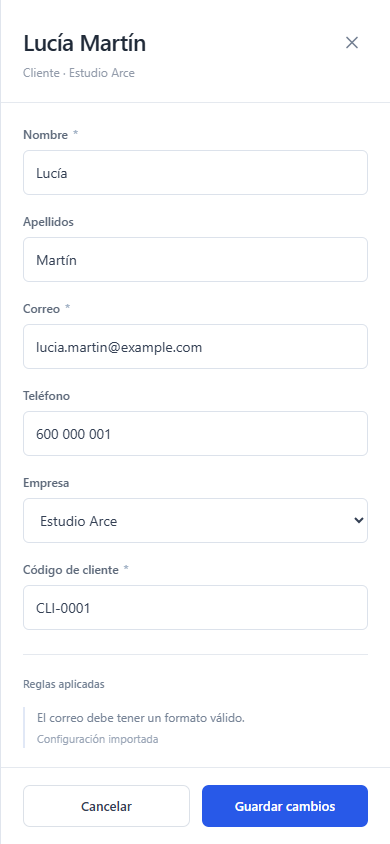 Lucía Martín
Cliente · Estudio Arce
Nombre *
Lucía
Apellidos
Martín
Correo *
lucia.martin@example.com
Teléfono
600 000 001
Empresa
Estudio Arce
Código de cliente *
CLI-0001
Reglas aplicadas
El correo debe tener un formato válido.
Configuración importada
Cancelar
Guardar cambios